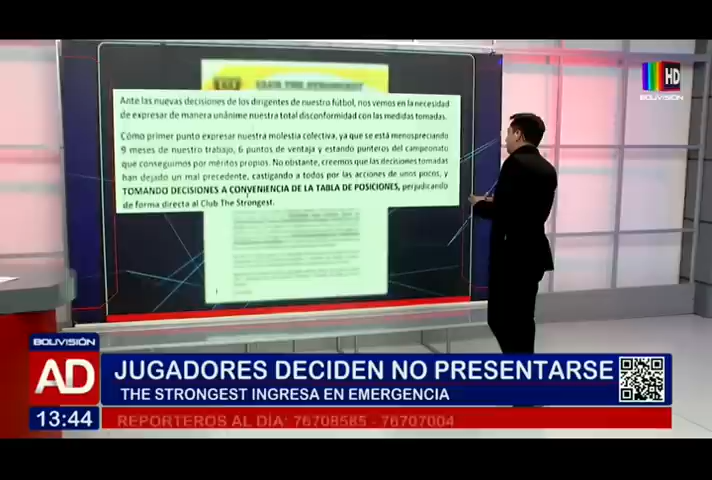 HD
BOLIVISIÓN
CLUB THE STRONGEST
Ante las nuevas decisiones de los dirigentes de nuestro fútbol, nos vemos en la necesidad
de expresar de manera unánime nuestra total disconformidad con las medidas tomadas.
Cómo primer punto expresar nuestra molestia colectiva, ya que se está menospreciando
9 meses de nuestro trabajo, 6 puntos de ventaja y estando punteros del campeonato
que conseguimos por méritos propios. No obstante, creemos que las decisiones tomadas
han dejado un mal precedente, castigando a todos por las acciones de unos pocos, y
TOMANDO DECISIONES A CONVENIENCIA DE LA TABLA DE POSICIONES, perjudicando
de forma directa al Club The Strongest.
BOLIVISIÓN
AD
13:44
JUGADORES DECIDEN NO PRESENTARSE
THE STRONGEST INGRESA EN EMERGENCIA
REPORTEROS AL DÍA: 76708585 - 76707004